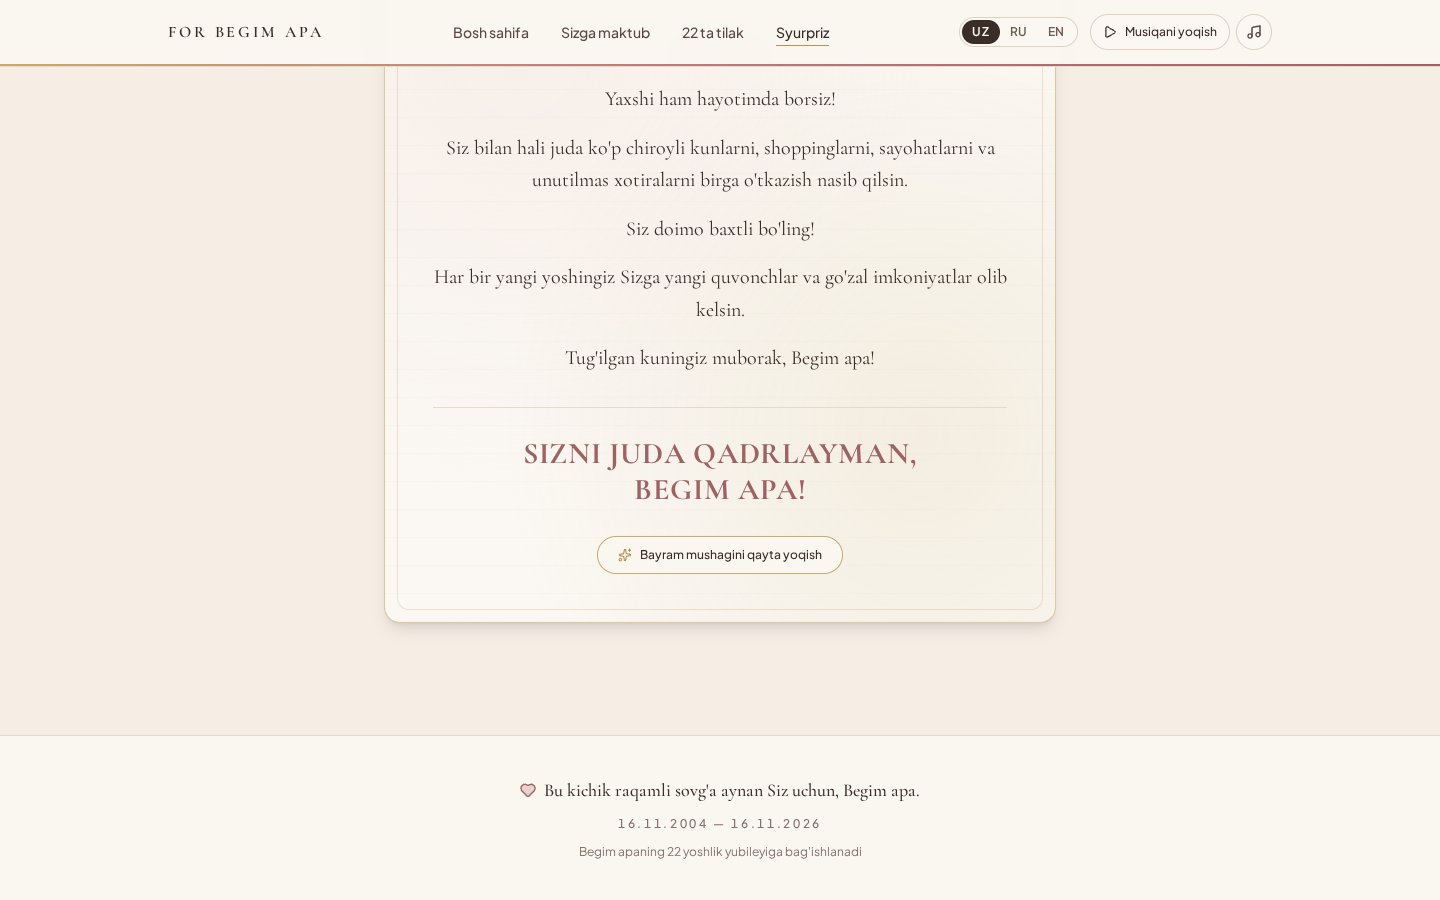 FOR BEGIM APA
Bosh sahifa
Sizga maktub
22 ta tilak
Syurpriz
UZ
RU
EN
Musiqani yoqish
Yaxshi ham hayotimda borsiz!
Siz bilan hali juda ko'p chiroyli kunlarni, shoppinglarni, sayohatlarni va
unutilmas xotiralarni birga o'tkazish nasib qilsin.
Siz doimo baxtli bo'ling!
Har bir yangi yoshingiz Sizga yangi quvonchlar va go'zal imkoniyatlar olib
kelsin.
Tug'ilgan kuningiz muborak, Begim apa!
SIZNI JUDA QADRLAYMAN,
BEGIM APA!
Bayram mushagini qayta yoqish
Bu kichik raqamli sovg'a aynan Siz uchun, Begim apa.
16.11.2004 — 16.11.2026
Begim apaning 22 yoshlik yubileyiga bag'ishlanadi